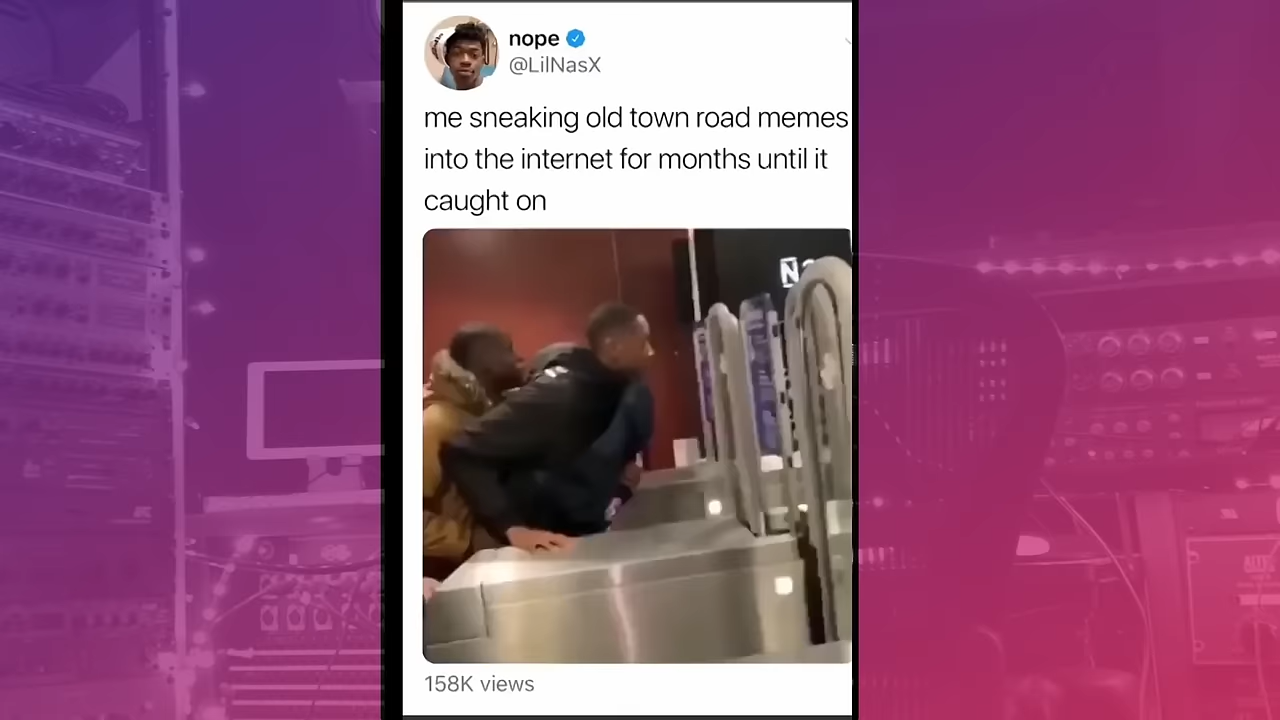 nope
@LilNasX
me sneaking old town road memes
into the internet for months until it
caught on
158K views